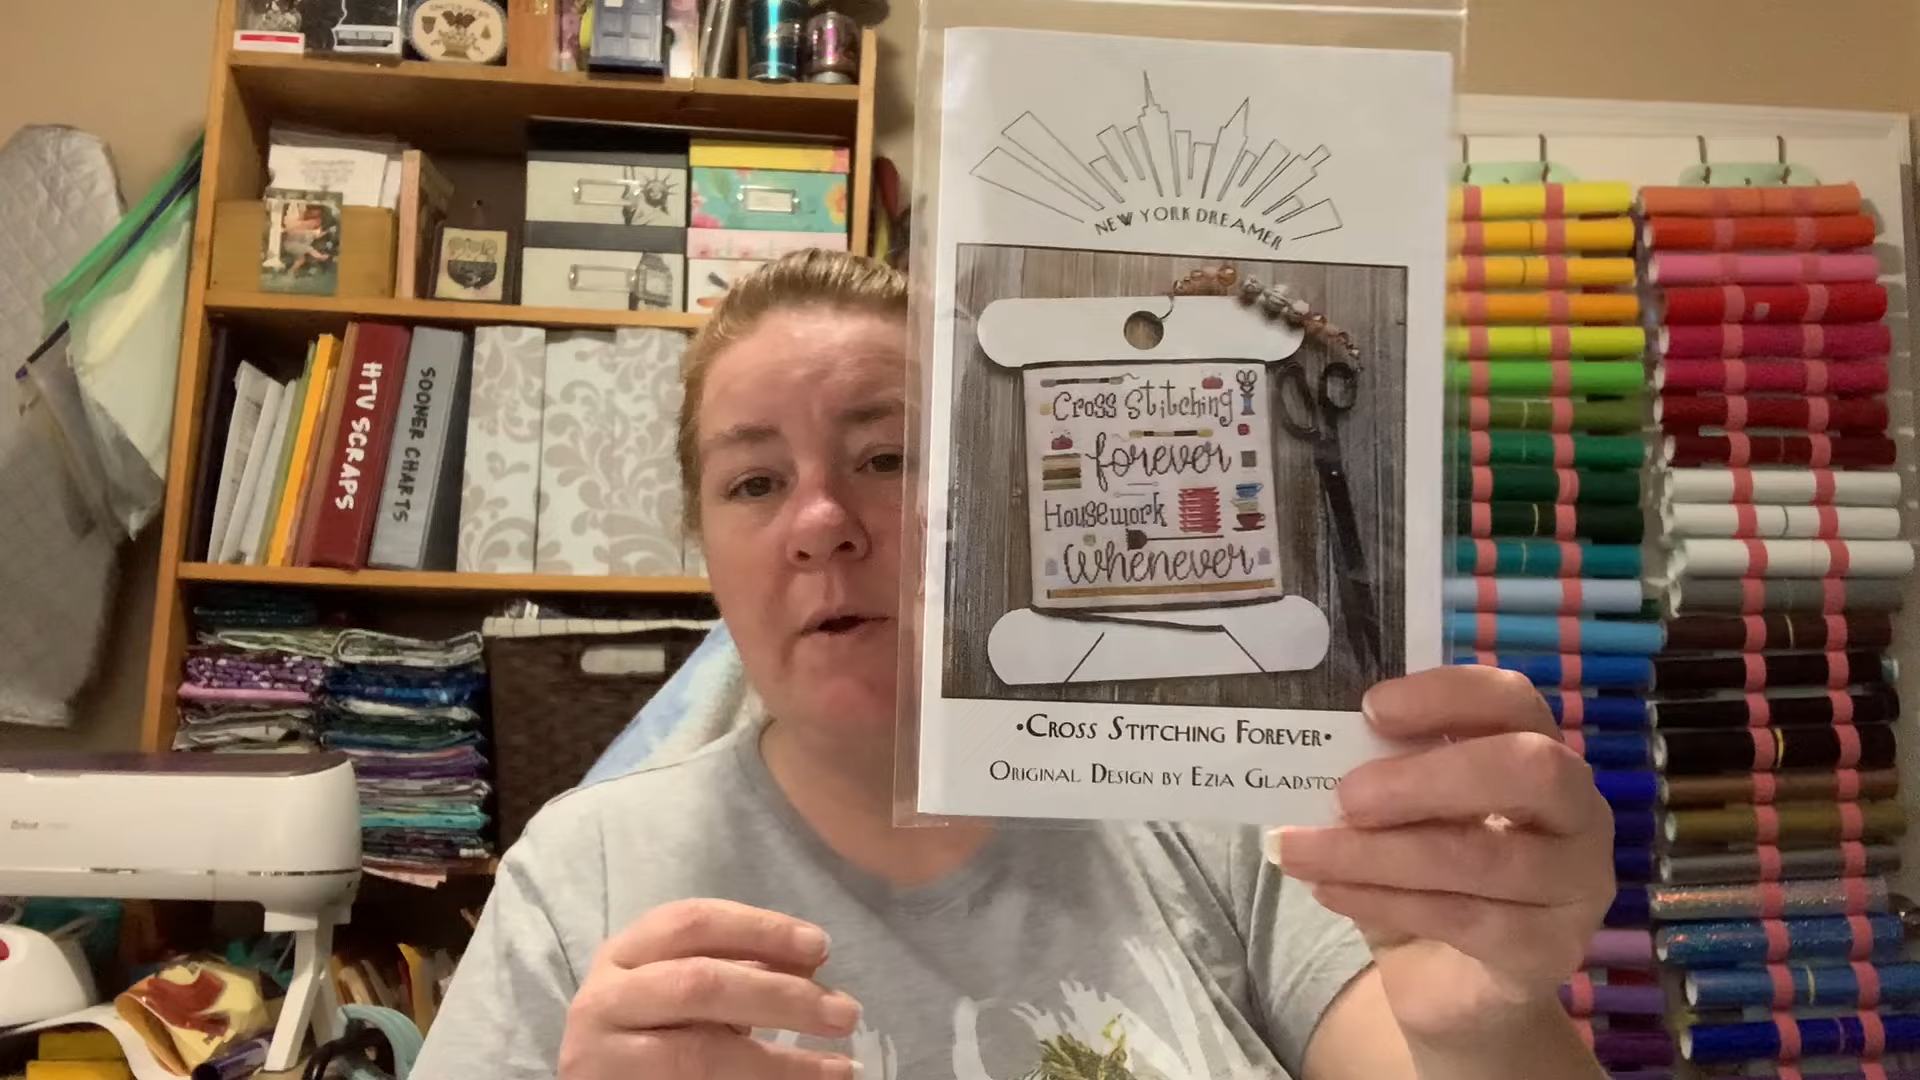 HTV SCRAPS
SOONER CHARTS
NEW YORK DREAMER
Cross Stitching
forever
Housework
Whenever
•CROSS STITCHING FOREVER•
ORIGINAL DESIGN BY EZIA